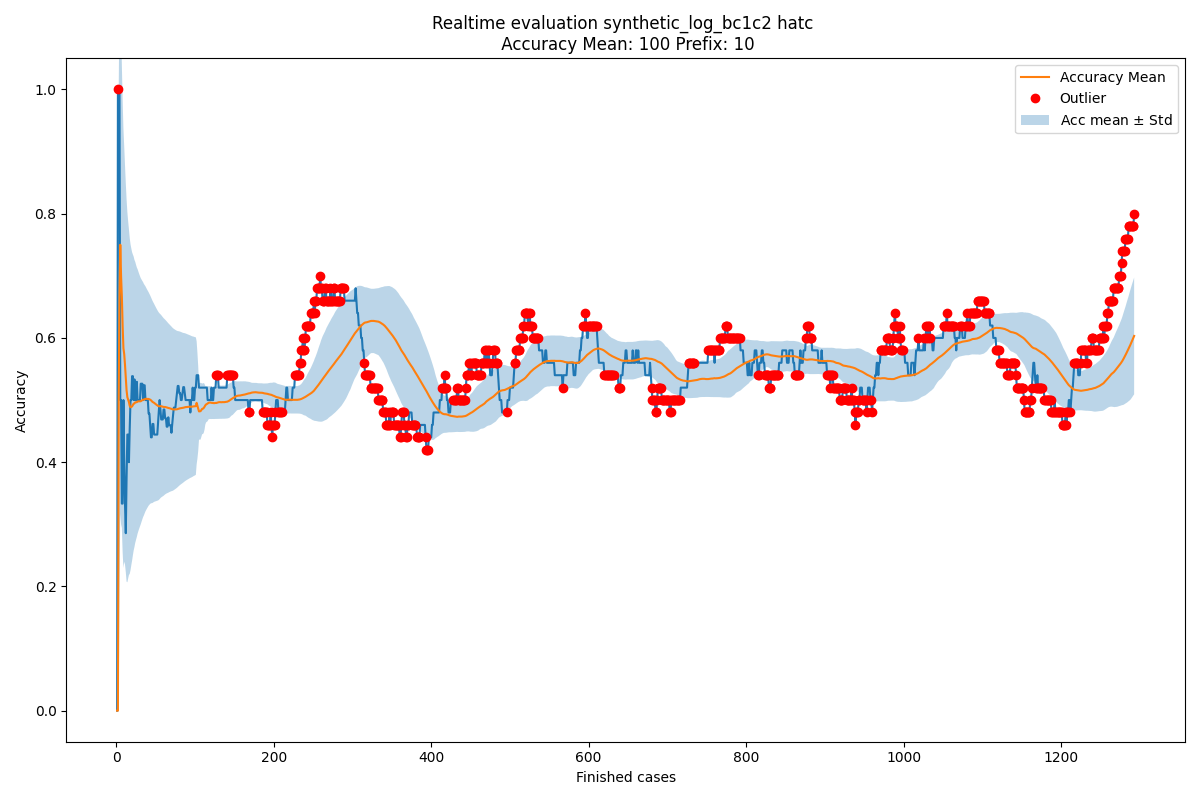 Realtime evaluation synthetic_log_bc1c2 hatc
Accuracy Mean: 100 Prefix: 10
Accuracy Mean
Outlier
Acc mean ± Std
Accuracy
1.0
0.8
0.6
0.4
0.2
0.0
0
200
400
600
800
1000
1200
Finished cases